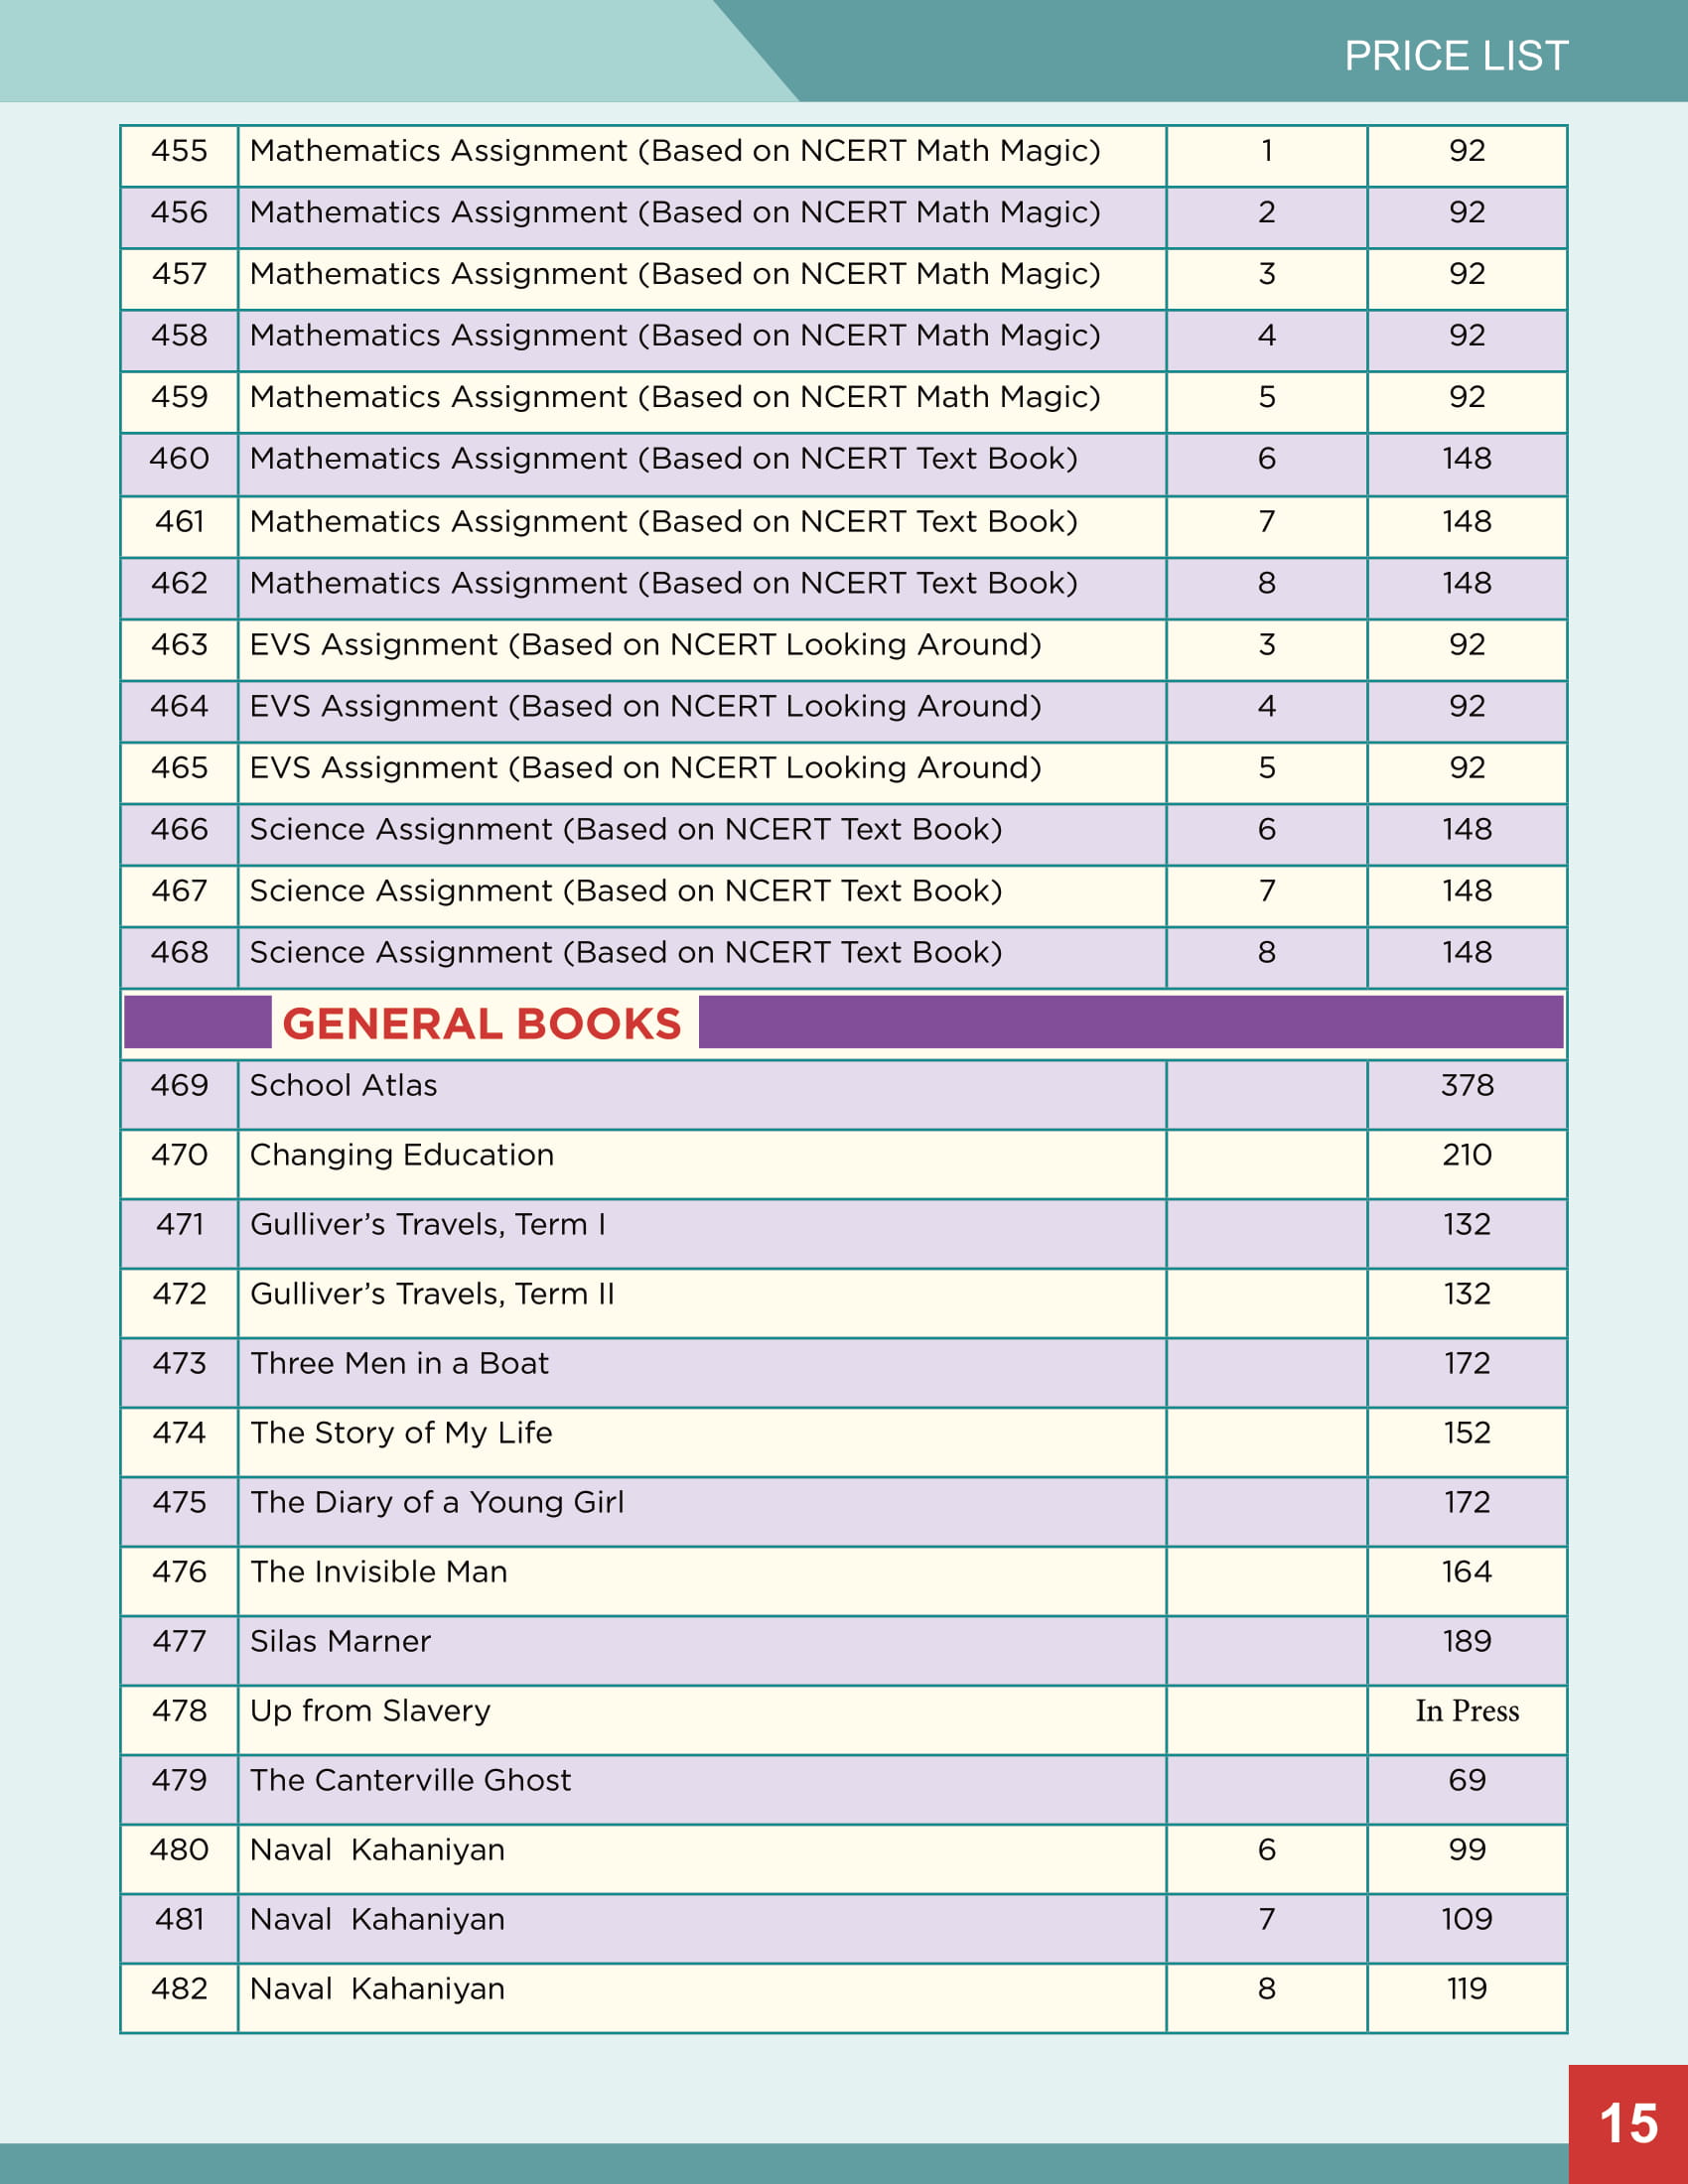 PRICE LIST
455 Mathematics Assignment (Based on NCERT Math Magic) 1 92
456 Mathematics Assignment (Based on NCERT Math Magic) 2 92
457 Mathematics Assignment (Based on NCERT Math Magic) 3 92
458 Mathematics Assignment (Based on NCERT Math Magic) 4 92
459 Mathematics Assignment (Based on NCERT Math Magic) 5 92
460 Mathematics Assignment (Based on NCERT Text Book) 6 148
461 Mathematics Assignment (Based on NCERT Text Book) 7 148
462 Mathematics Assignment (Based on NCERT Text Book) 8 148
463 EVS Assignment (Based on NCERT Looking Around) 3 92
464 EVS Assignment (Based on NCERT Looking Around) 4 92
465 EVS Assignment (Based on NCERT Looking Around) 5 92
466 Science Assignment (Based on NCERT Text Book) 6 148
467 Science Assignment (Based on NCERT Text Book) 7 148
468 Science Assignment (Based on NCERT Text Book) 8 148
GENERAL BOOKS
469 School Atlas 378
470 Changing Education 210
471 Gulliver’s Travels, Term I 132
472 Gulliver’s Travels, Term II 132
473 Three Men in a Boat 172
474 The Story of My Life 152
475 The Diary of a Young Girl 172
476 The Invisible Man 164
477 Silas Marner 189
478 Up from Slavery In Press
479 The Canterville Ghost 69
480 Naval Kahaniyan 6 99
481 Naval Kahaniyan 7 109
482 Naval Kahaniyan 8 119
15